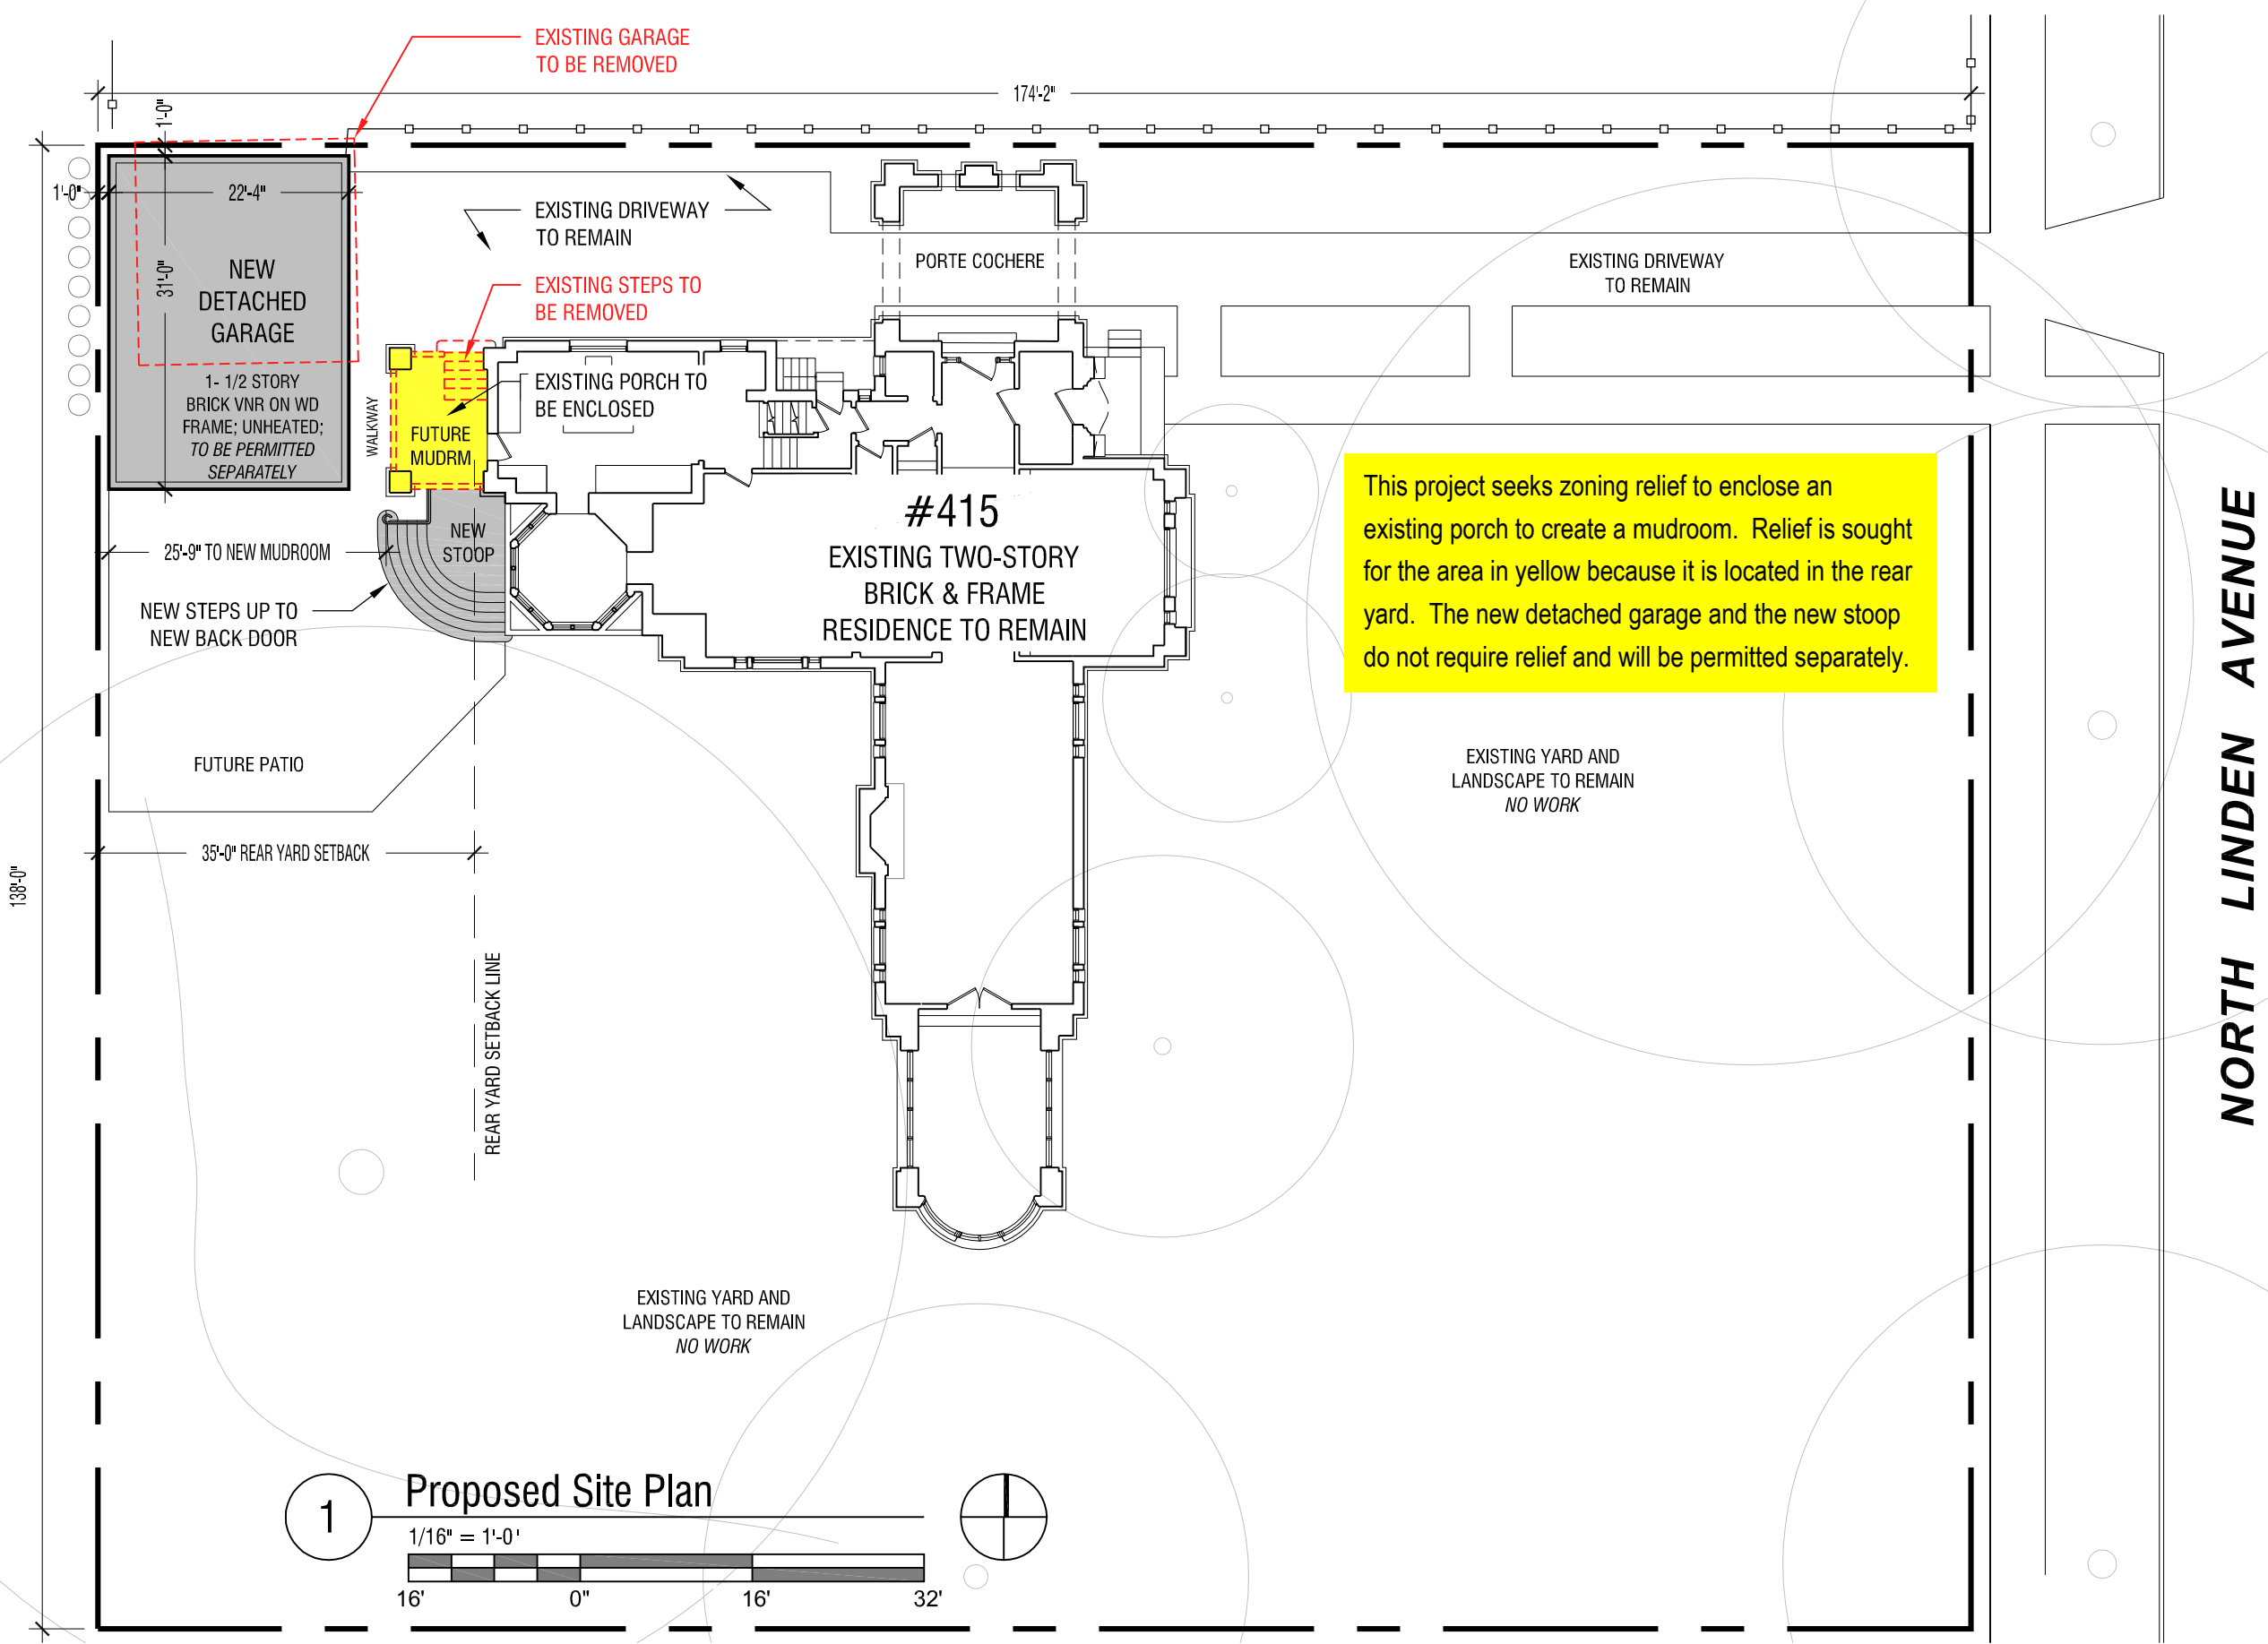 EXISTING GARAGE
TO BE REMOVED
174'-2"
1'-0"
1'-0"
22'-4"
31'-0"
NEW
DETACHED
GARAGE
1- 1/2 STORY
BRICK VNR ON WD
FRAME; UNHEATED;
TO BE PERMITTED
SEPARATELY
EXISTING DRIVEWAY
TO REMAIN
EXISTING STEPS TO
BE REMOVED
PORTE COCHERE
EXISTING DRIVEWAY
TO REMAIN
EXISTING PORCH TO
BE ENCLOSED
WALKWAY
FUTURE
MUDRM
NEW
STOOP
25'-9" TO NEW MUDROOM
NEW STEPS UP TO
NEW BACK DOOR
#415
EXISTING TWO-STORY
BRICK & FRAME
RESIDENCE TO REMAIN
This project seeks zoning relief to enclose an
existing porch to create a mudroom. Relief is sought
for the area in yellow because it is located in the rear
yard. The new detached garage and the new stoop
do not require relief and will be permitted separately.
NORTH LINDEN AVENUE
FUTURE PATIO
EXISTING YARD AND
LANDSCAPE TO REMAIN
NO WORK
35'-0" REAR YARD SETBACK
138'-0"
REAR YARD SETBACK LINE
EXISTING YARD AND
LANDSCAPE TO REMAIN
NO WORK
1
Proposed Site Plan
1/16" = 1'-0'
16' 0" 16' 32'